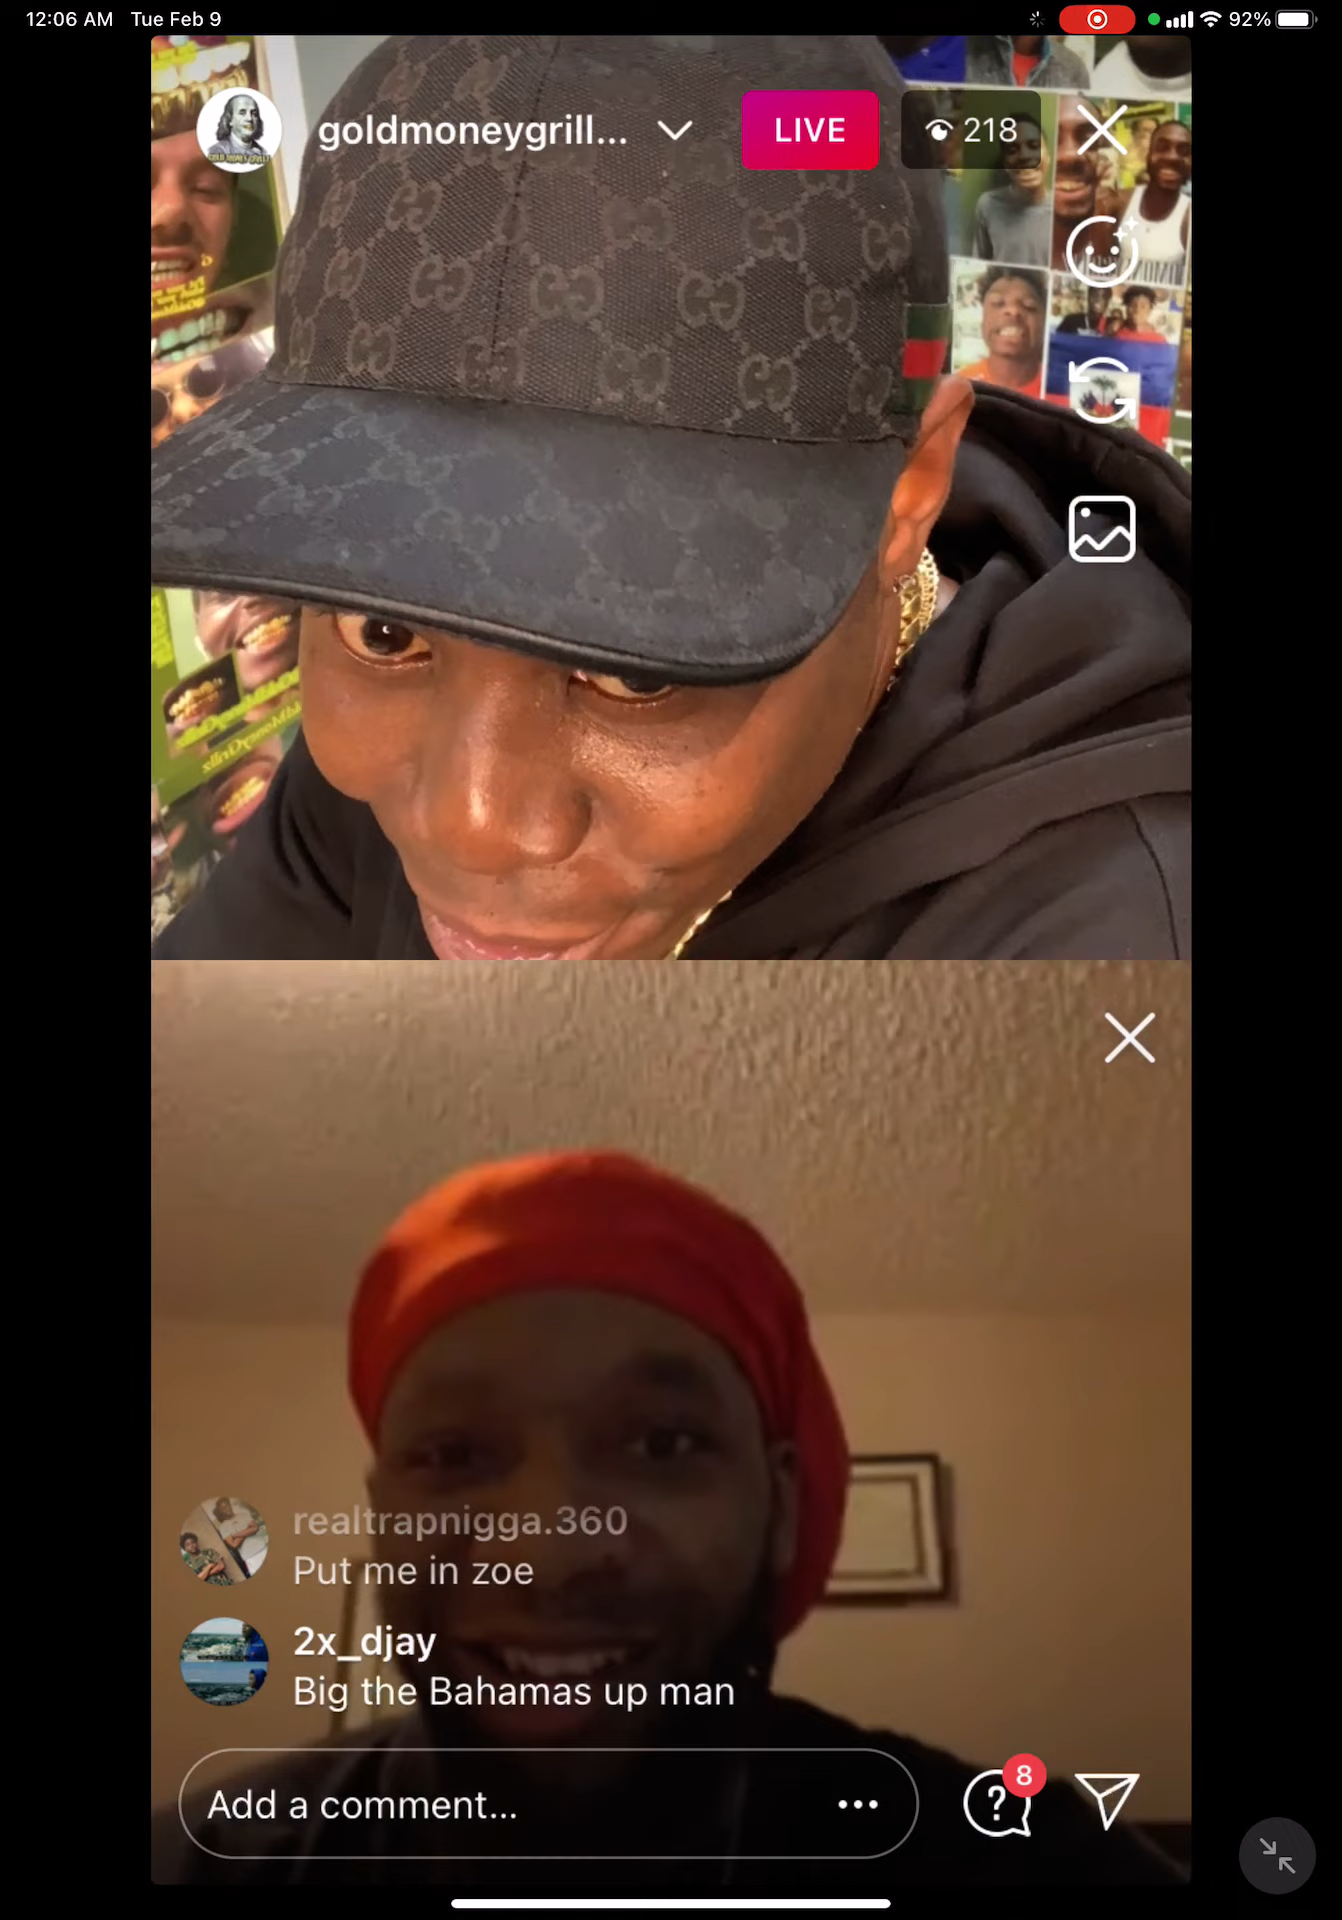 12:06 AM Tue Feb 9
92%
goldmoneygrill...
LIVE
218
realtrapnigga.360
Put me in zoe
2x_djay
Big the Bahamas up man
Add a comment...
8